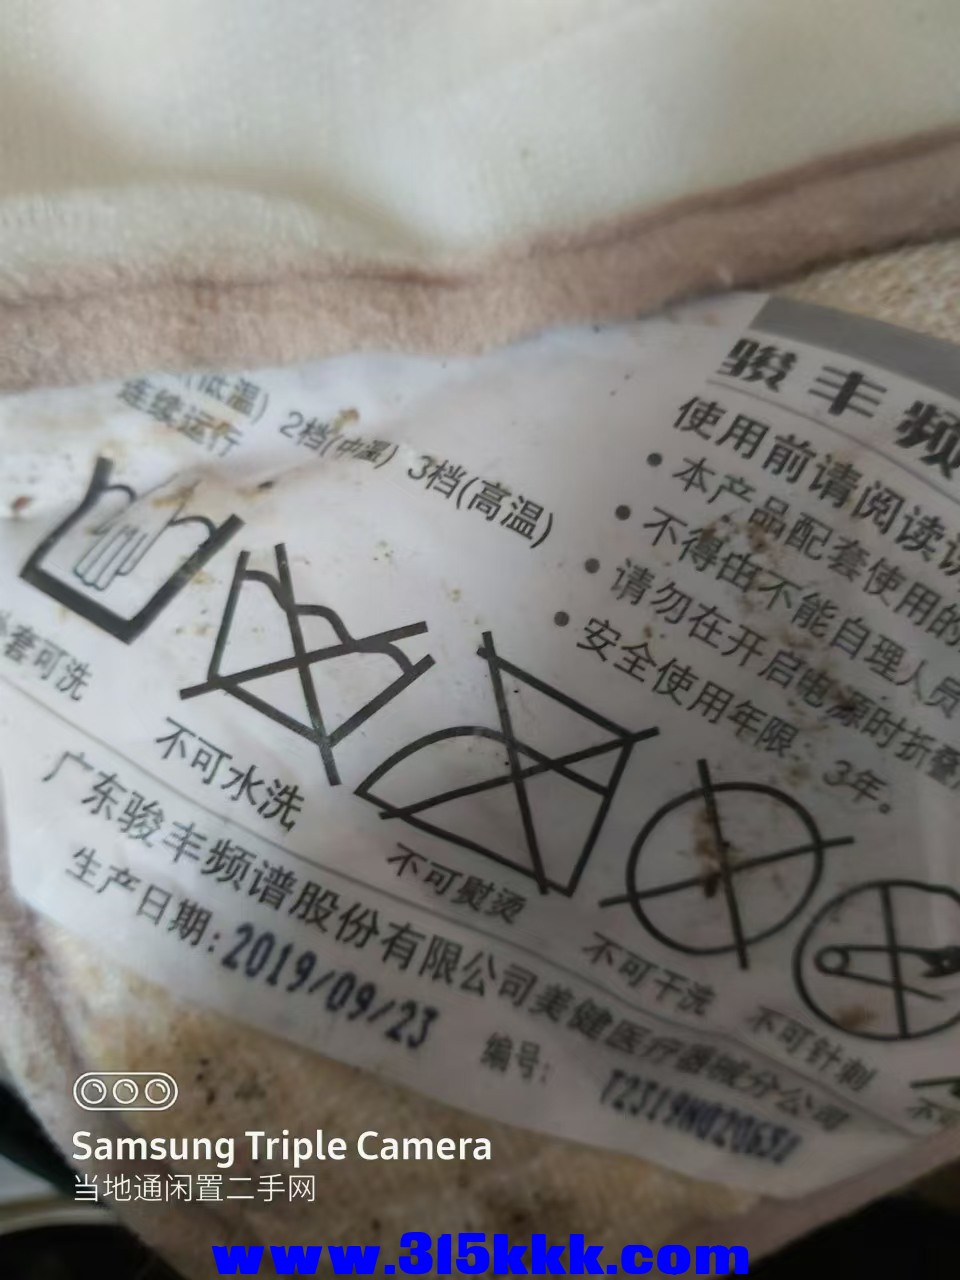 骏丰频
使用前请阅读
• 本产品配套使用的
• 不得由不能自理人员
• 请勿在开启电源时折叠
• 安全使用年限：3年。
(低温) 2档(中温) 3档(高温)
连续运行
套可洗
不可水洗
不可熨烫
不可干洗
不可针刺
广东骏丰频谱股份有限公司美健医疗器械分公司
生产日期: 2019/09/23
编号:
Samsung Triple Camera
当地通闲置二手网
www.315kkk.com